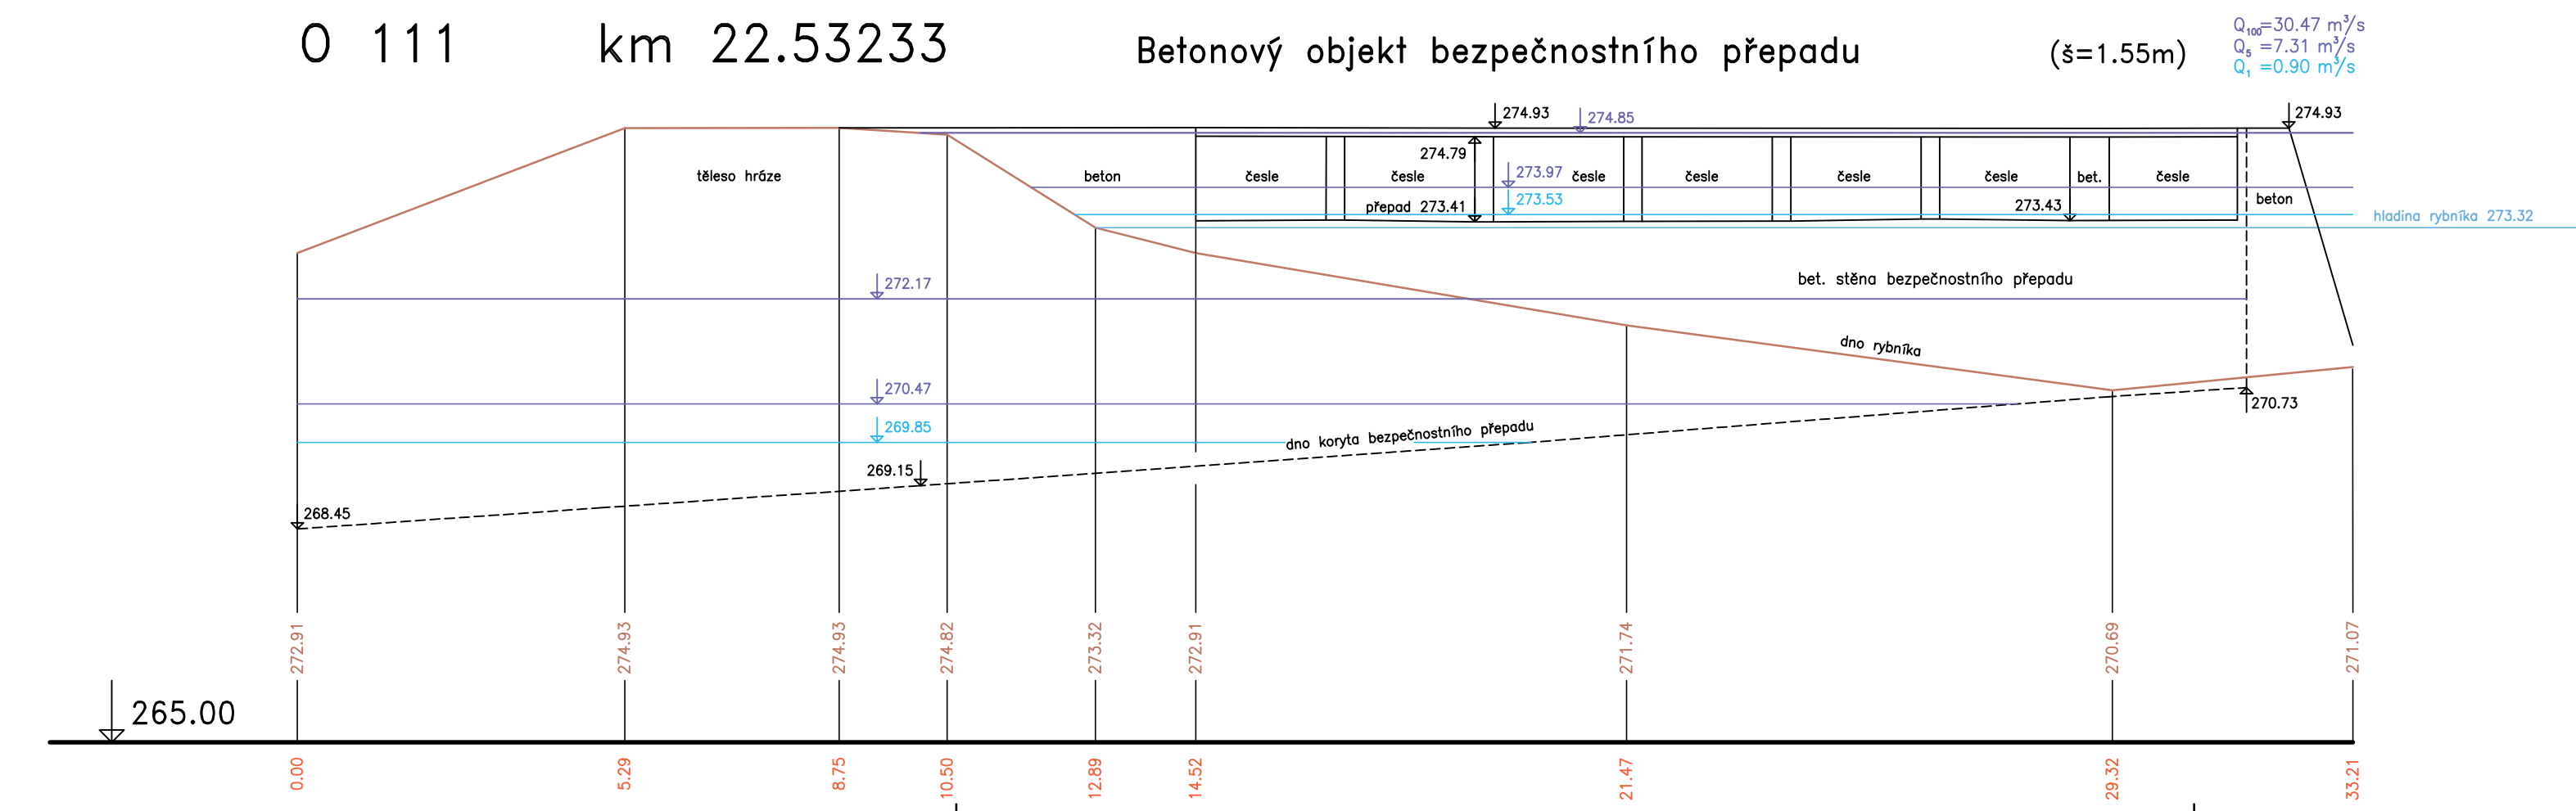 O 111 km 22.53233 Betonový objekt bezpečnostního přepadu (š=1.55m)
Q100=30.47 m³/s
Q5 =7.31 m³/s
Q1 =0.90 m³/s
274.93 274.85 274.93
274.79
těleso hráze beton česle česle 273.97 česle česle česle česle bet. česle
přepad 273.41 273.53 273.43 beton
hladina rybníka 273.32
272.17 bet. stěna bezpečnostního přepadu
dno rybníka
270.47 270.73
269.85 dno koryta bezpečnostního přepadu
269.15
268.45
272.91 274.93 274.93 274.82 273.32 272.91 271.74 270.69 271.07
265.00
0.00 5.29 8.75 10.50 12.89 14.52 21.47 29.32 33.21